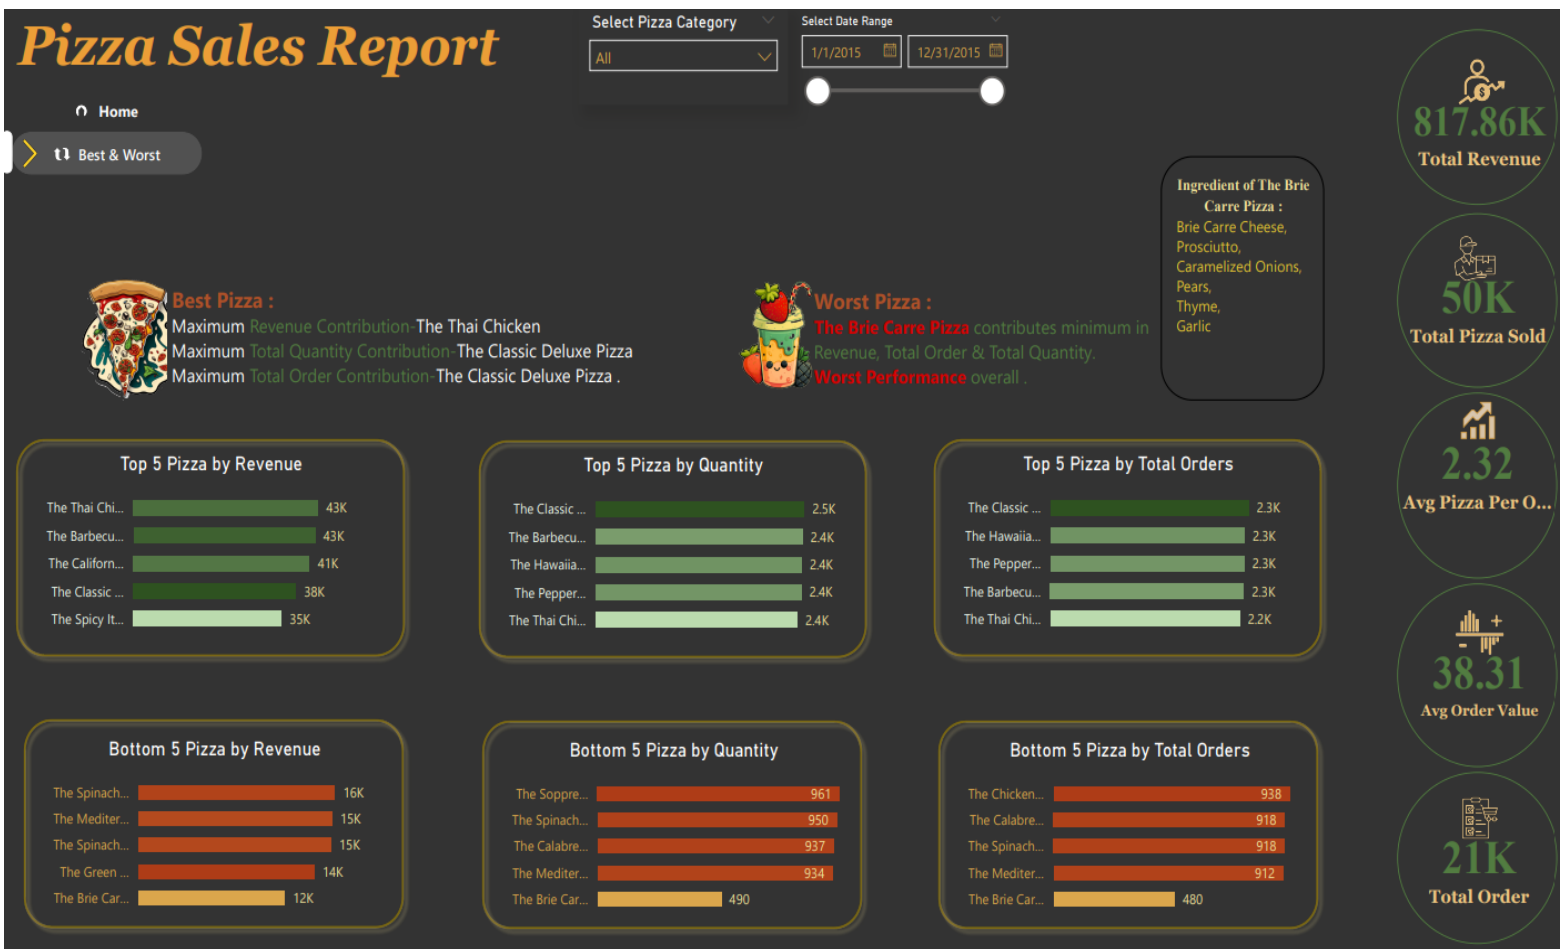 Pizza Sales Report
Select Pizza Category
All
Select Date Range
1/1/2015
12/31/2015
Home
Best & Worst
817.86K
Total Revenue
50K
Total Pizza Sold
2.32
Avg Pizza Per O...
38.31
Avg Order Value
21K
Total Order
Ingredient of The Brie
Carre Pizza :
Brie Carre Cheese,
Prosciutto,
Caramelized Onions,
Pears,
Thyme,
Garlic
Best Pizza :
Maximum Revenue Contribution-The Thai Chicken
Maximum Total Quantity Contribution-The Classic Deluxe Pizza
Maximum Total Order Contribution-The Classic Deluxe Pizza .
Worst Pizza :
The Brie Carre Pizza contributes minimum in
Revenue, Total Order & Total Quantity.
Worst Performance overall .
Top 5 Pizza by Revenue
The Thai Chi... 43K
The Barbecu... 43K
The Californ... 41K
The Classic ... 38K
The Spicy It... 35K
Top 5 Pizza by Quantity
The Classic ... 2.5K
The Barbecu... 2.4K
The Hawaiia... 2.4K
The Pepper... 2.4K
The Thai Chi... 2.4K
Top 5 Pizza by Total Orders
The Classic ... 2.3K
The Hawaiia... 2.3K
The Pepper... 2.3K
The Barbecu... 2.3K
The Thai Chi... 2.2K
Bottom 5 Pizza by Revenue
The Spinach... 16K
The Mediter... 15K
The Spinach... 15K
The Green ... 14K
The Brie Car... 12K
Bottom 5 Pizza by Quantity
The Soppre... 961
The Spinach... 950
The Calabre... 937
The Mediter... 934
The Brie Car... 490
Bottom 5 Pizza by Total Orders
The Chicken... 938
The Calabre... 918
The Spinach... 918
The Mediter... 912
The Brie Car... 480